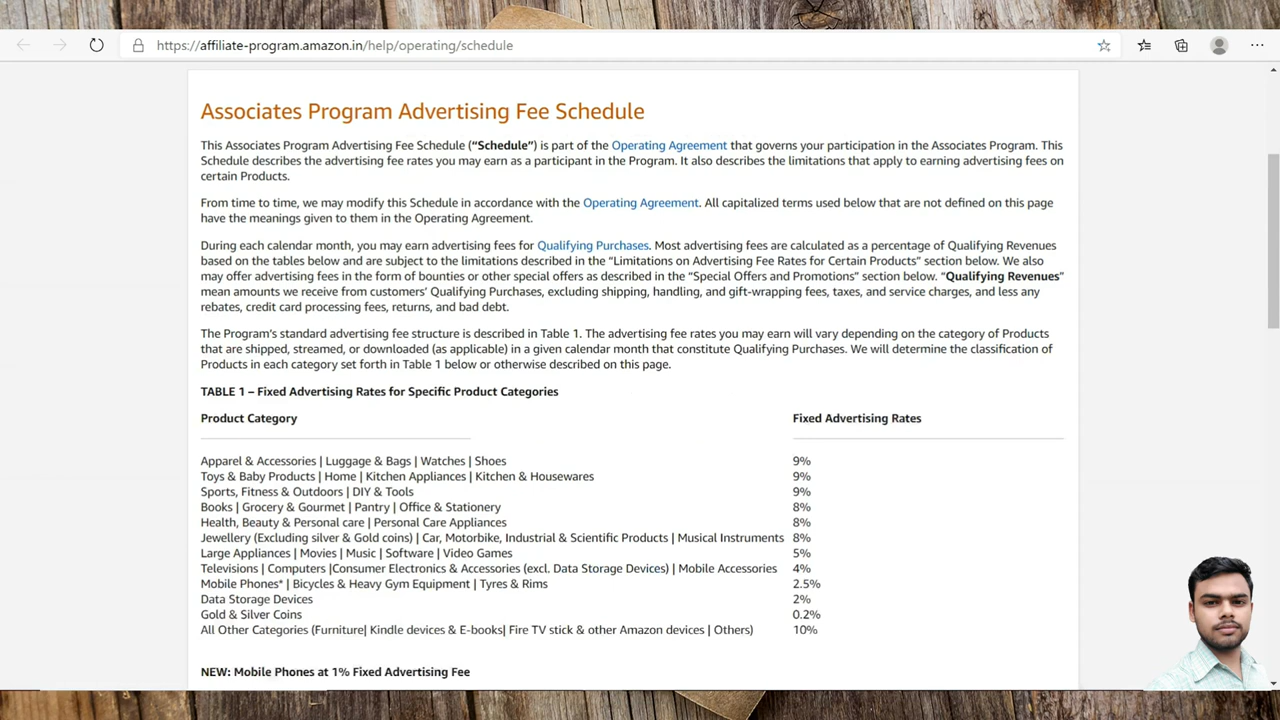 https://affiliate-program.amazon.in/help/operating/schedule
Associates Program Advertising Fee Schedule
This Associates Program Advertising Fee Schedule (“Schedule”) is part of the Operating Agreement that governs your participation in the Associates Program. This
Schedule describes the advertising fee rates you may earn as a participant in the Program. It also describes the limitations that apply to earning advertising fees on
certain Products.
From time to time, we may modify this Schedule in accordance with the Operating Agreement. All capitalized terms used below that are not defined on this page
have the meanings given to them in the Operating Agreement.
During each calendar month, you may earn advertising fees for Qualifying Purchases. Most advertising fees are calculated as a percentage of Qualifying Revenues
based on the tables below and are subject to the limitations described in the “Limitations on Advertising Fee Rates for Certain Products” section below. We also
may offer advertising fees in the form of bounties or other special offers as described in the “Special Offers and Promotions” section below. “Qualifying Revenues”
mean amounts we receive from customers’ Qualifying Purchases, excluding shipping, handling, and gift-wrapping fees, taxes, and service charges, and less any
rebates, credit card processing fees, returns, and bad debt.
The Program’s standard advertising fee structure is described in Table 1. The advertising fee rates you may earn will vary depending on the category of Products
that are shipped, streamed, or downloaded (as applicable) in a given calendar month that constitute Qualifying Purchases. We will determine the classification of
Products in each category set forth in Table 1 below or otherwise described on this page.
TABLE 1 – Fixed Advertising Rates for Specific Product Categories
Product Category Fixed Advertising Rates
Apparel & Accessories | Luggage & Bags | Watches | Shoes 9%
Toys & Baby Products | Home | Kitchen Appliances | Kitchen & Housewares 9%
Sports, Fitness & Outdoors | DIY & Tools 9%
Books | Grocery & Gourmet | Pantry | Office & Stationery 8%
Health, Beauty & Personal care | Personal Care Appliances 8%
Jewellery (Excluding silver & Gold coins) | Car, Motorbike, Industrial & Scientific Products | Musical Instruments 8%
Large Appliances | Movies | Music | Software | Video Games 5%
Televisions | Computers |Consumer Electronics & Accessories (excl. Data Storage Devices) | Mobile Accessories 4%
Mobile Phones* | Bicycles & Heavy Gym Equipment | Tyres & Rims 2.5%
Data Storage Devices 2%
Gold & Silver Coins 0.2%
All Other Categories (Furniture| Kindle devices & E-books| Fire TV stick & other Amazon devices | Others) 10%
NEW: Mobile Phones at 1% Fixed Advertising Fee